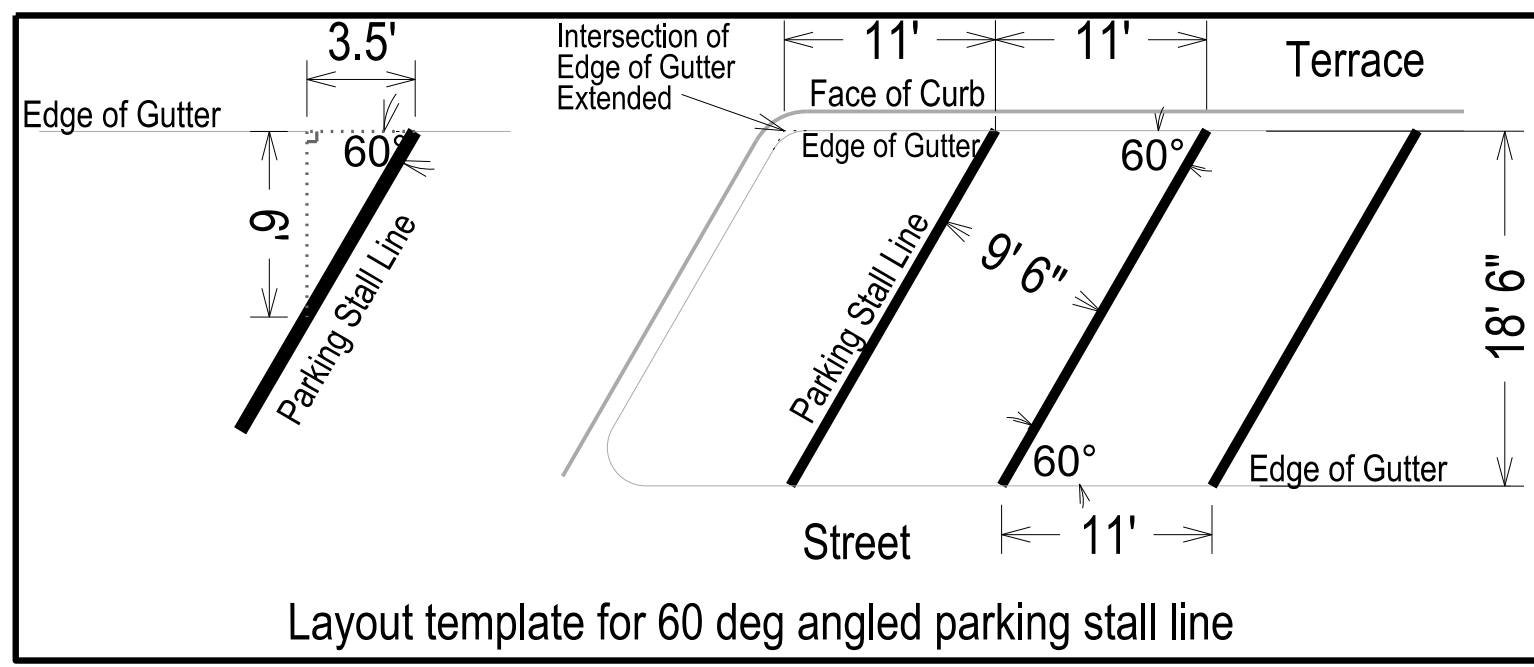 3.5'
Edge of Gutter
60°
6'
Parking Stall Line
Intersection of
Edge of Gutter
Extended
11'
11'
Terrace
Face of Curb
Edge of Gutter
60°
Parking Stall Line
9' 6"
18' 6"
60°
Edge of Gutter
Street
11'
Layout template for 60 deg angled parking stall line